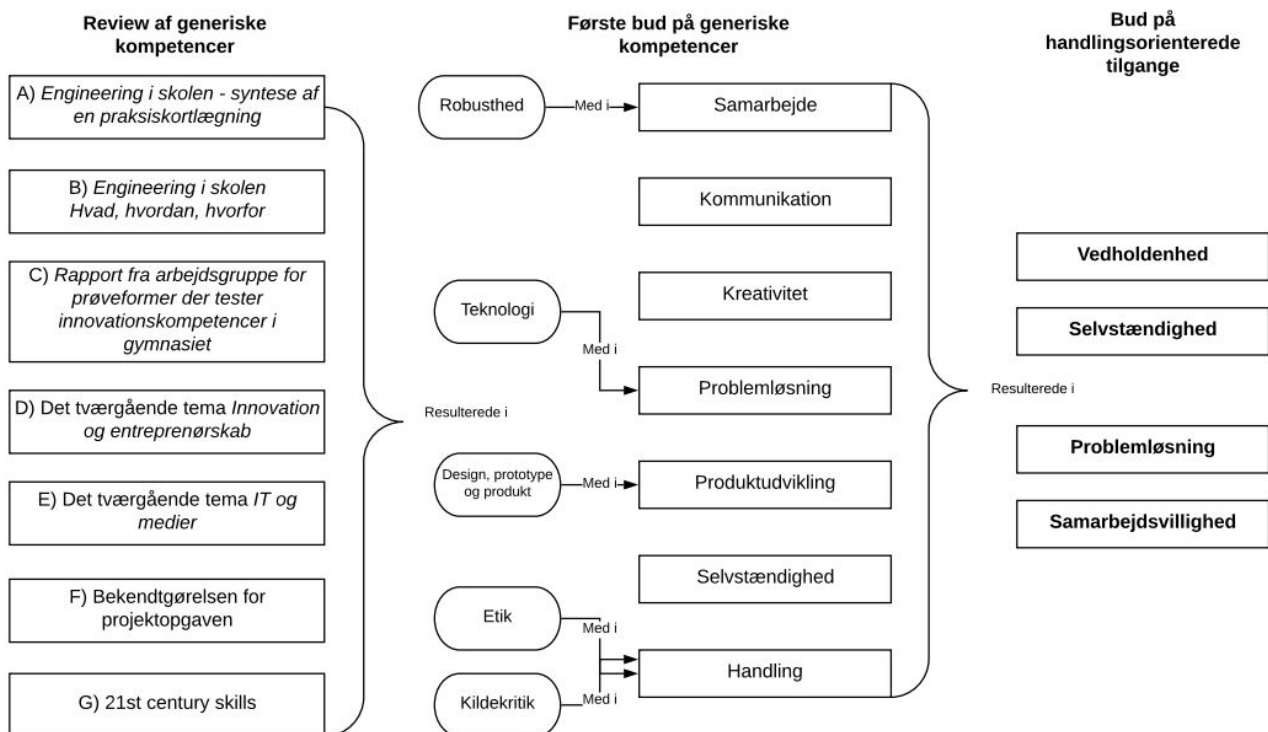 Review af generiske
kompetencer
A) Engineering i skolen - syntese af
en praksiskortlægning
B) Engineering i skolen
Hvad, hvordan, hvorfor
C) Rapport fra arbejdsgruppe for
prøveformer der tester
innovationskompetencer i
gymnasiet
D) Det tværgående tema Innovation
og entreprenørskab
E) Det tværgående tema IT og
medier
F) Bekendtgørelsen for
projektopgaven
G) 21st century skills
Resulterede i
Første bud på generiske
kompetencer
Robusthed
Med i
Samarbejde
Kommunikation
Kreativitet
Teknologi
Med i
Problemløsning
Design, prototype
og produkt
Med i
Produktudvikling
Selvstændighed
Etik
Med i
Handling
Kildekritik
Med i
Resulterede i
Bud på
handlingsorienterede
tilgange
Vedholdenhed
Selvstændighed
Problemløsning
Samarbejdsvillighed